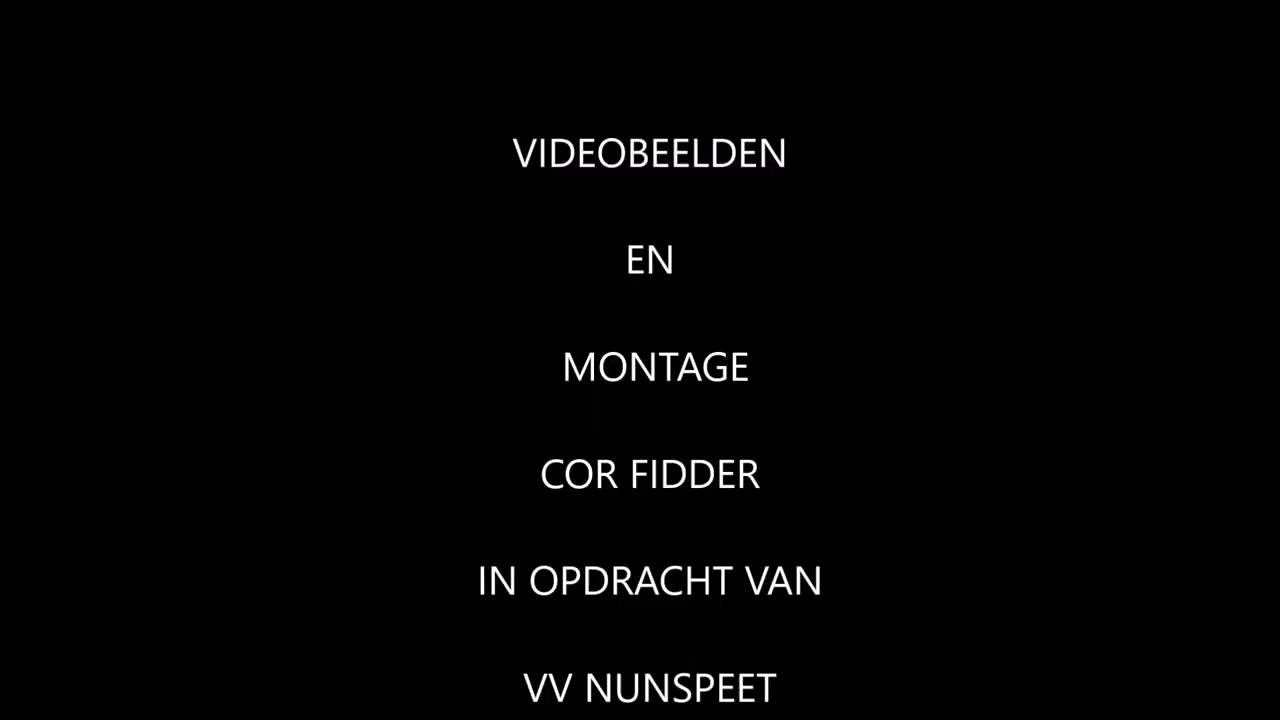 VIDEOBEELDEN
EN
MONTAGE
COR FIDDER
IN OPDRACHT VAN
VV NUNSPEET